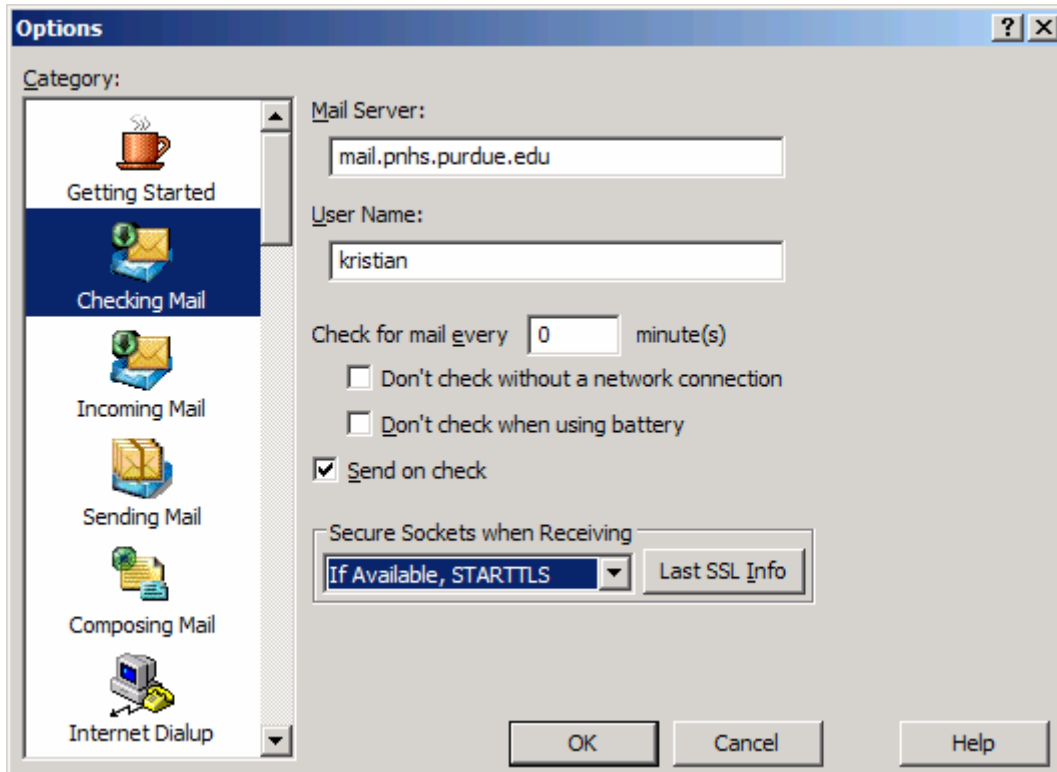 Options
Category:
Getting Started
Checking Mail
Incoming Mail
Sending Mail
Composing Mail
Internet Dialup
Mail Server:
mail.pnhs.purdue.edu
User Name:
kristian
Check for mail every 0 minute(s)
Don't check without a network connection
Don't check when using battery
Send on check
Secure Sockets when Receiving
If Available, STARTTLS
Last SSL Info
OK
Cancel
Help